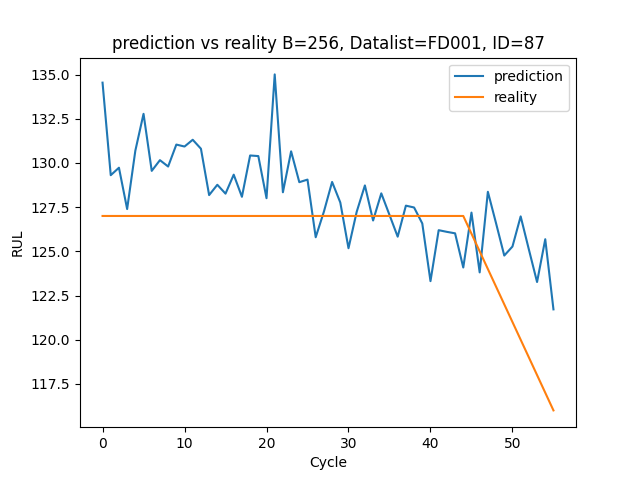 prediction vs reality B=256, Datalist=FD001, ID=87
prediction
reality
135.0
132.5
130.0
127.5
125.0
122.5
120.0
117.5
RUL
0 10 20 30 40 50
Cycle